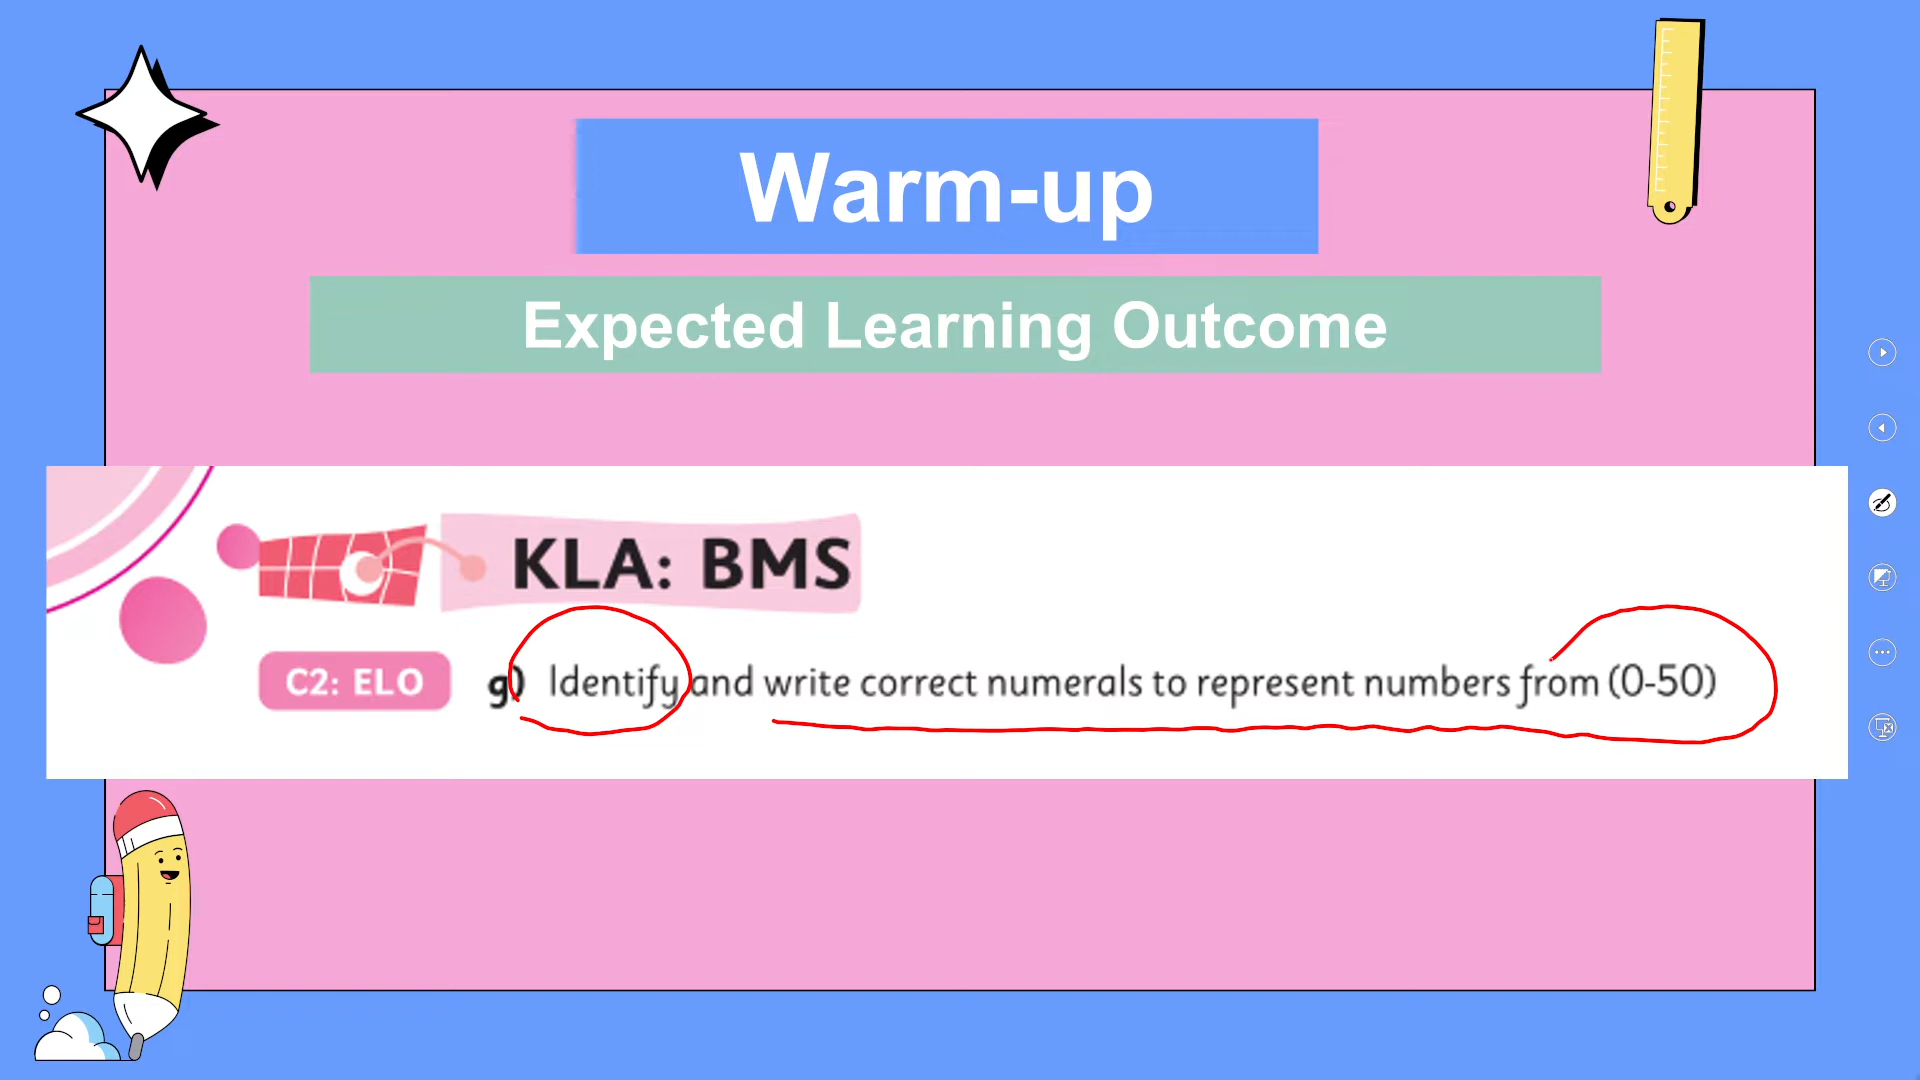 Warm-up
Expected Learning Outcome
KLA: BMS
C2: ELO g) Identify and write correct numerals to represent numbers from (0-50)